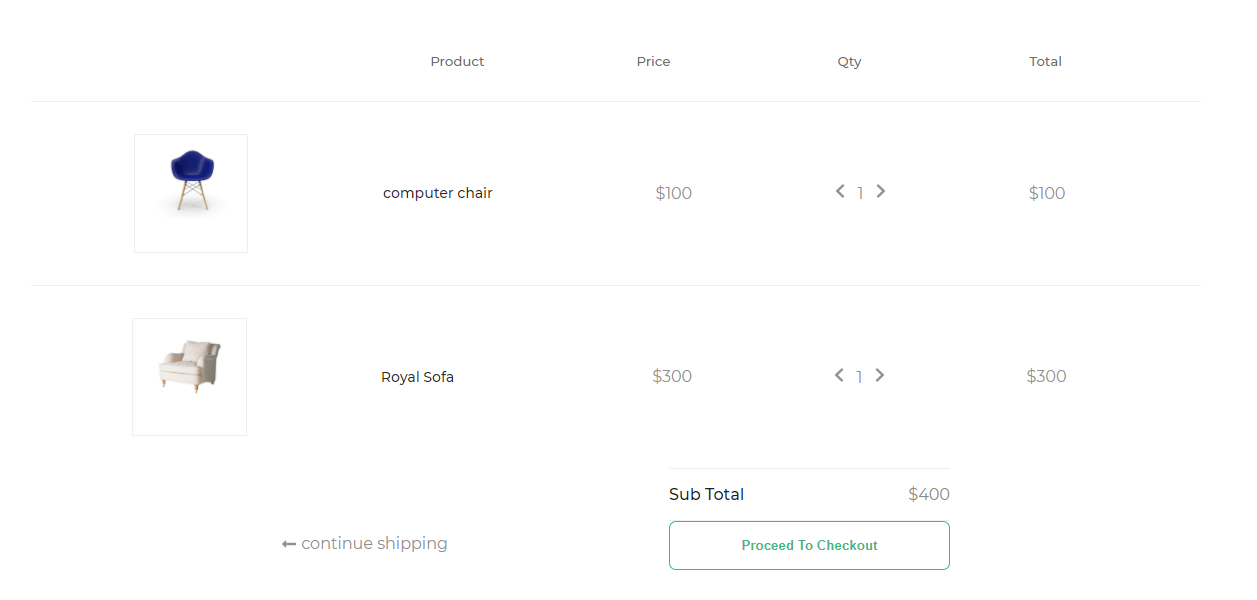 Product Price Qty Total
computer chair $100 1 $100
Royal Sofa $300 1 $300
Sub Total $400
continue shipping
Proceed To Checkout